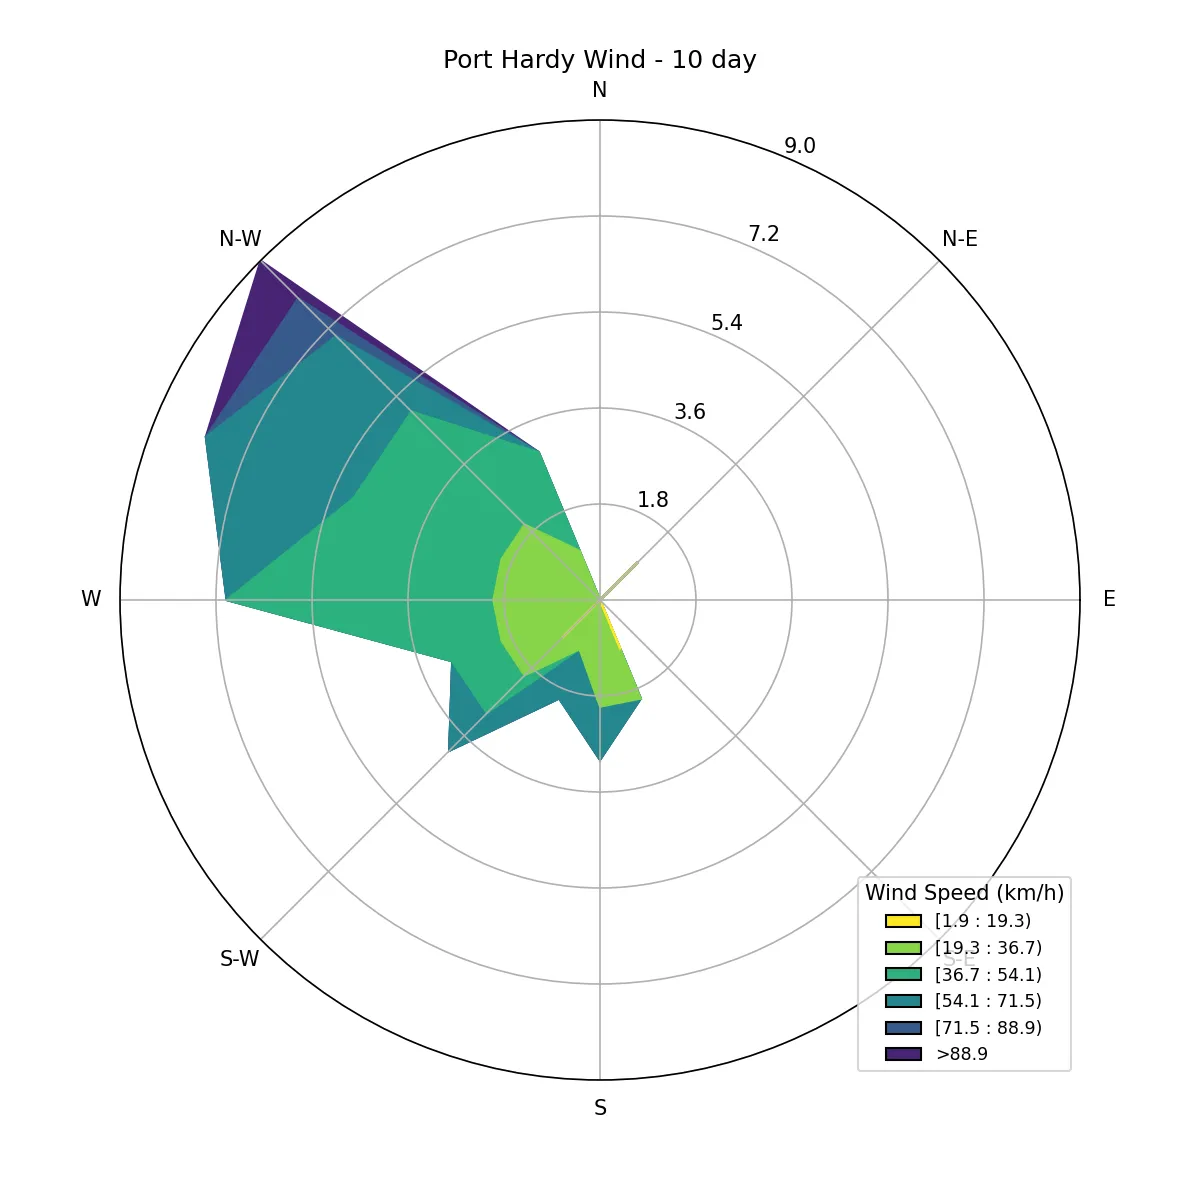 Port Hardy Wind - 10 day
N
9.0
N-W
N-E
7.2
5.4
3.6
1.8
W
E
S-W
S-E
S
Wind Speed (km/h)
[1.9 : 19.3)
[19.3 : 36.7)
[36.7 : 54.1)
[54.1 : 71.5)
[71.5 : 88.9)
>88.9